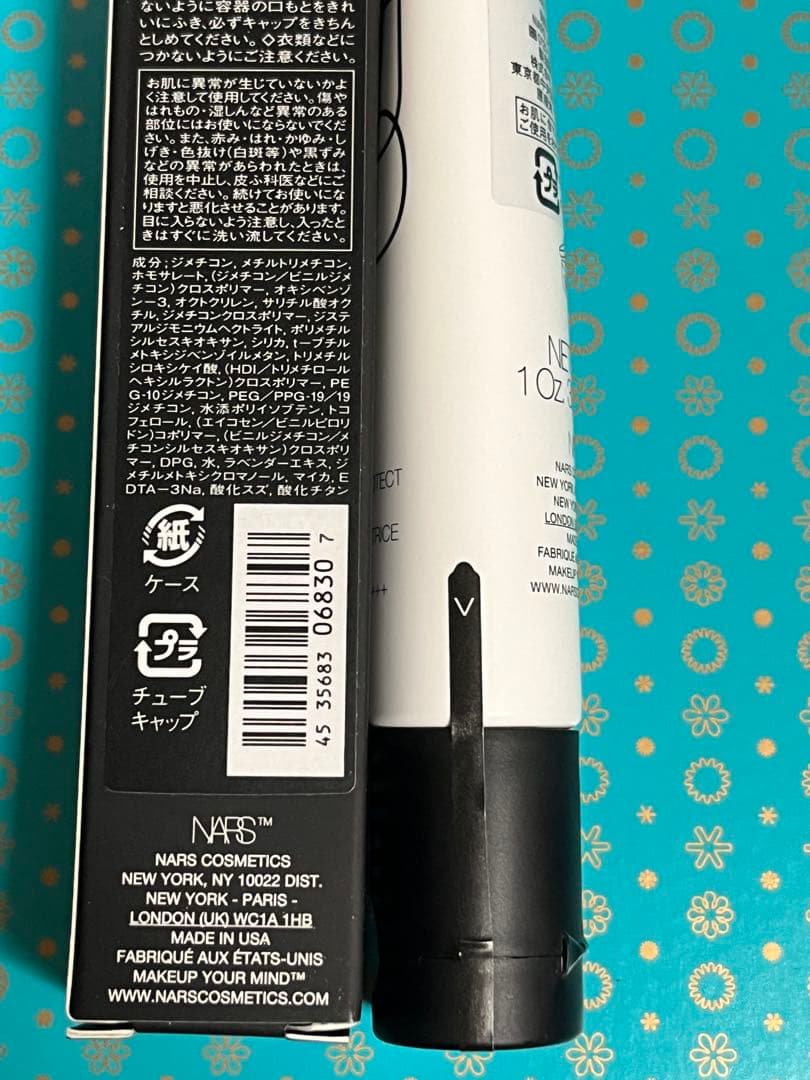 ないように容器の口もとをきれ
いにふき､必ずキャップをきちん
としめてください。◇衣類などに
つかないようにご注意ください。
お肌に異常が生じていないかよ
く注意して使用してください。傷や
はれもの・湿しんなど異常のある
部位にはお使いにならないでくだ
さい。また、赤み・はれ・かゆみ・し
げき・色抜け(白斑等)や黒ずみ
などの異常があらわれたときは、
使用を中止し、皮ふ科医などにご
相談ください。続けてお使いにな
りますと悪化することがあります。
目に入らないよう注意し、入ったと
きはすぐに洗い流してください。
成分：ジメチコン, メチルトリメチコン,
ホモサレート, (ジメチコン／ビニルジメ
チコン)クロスポリマー, オキシベンゾ
ン－3, オクトクリレン, サリチル酸オク
チル, ジメチコンクロスポリマー, ジステ
アルジモニウムヘクトライト, ポリメチル
シルセスキオキサン, シリカ, t－ブチル
メトキシジベンゾイルメタン, トリメチル
シロキシケイ酸, (HDI／トリメチロール
ヘキシルラクトン)クロスポリマー, PE
G-10ジメチコン, PEG／PPG-19／19
ジメチコン, 水添ポリイソブテン, トコ
フェロール, (エイコセン／ビニルピロリ
ドン)コポリマー, (ビニルジメチコン／メ
チコンシルセスキオキサン)クロスポリ
マー, DPG, 水, ラベンダーエキス, ジ
メチルメトキシクロマノール, マイカ, E
DTA－3Na, 酸化スズ, 酸化チタン
紙
ケース
プラ
チューブ
キャップ
45 35683 06830 7
NARS™
NARS COSMETICS
NEW YORK, NY 10022 DIST.
NEW YORK - PARIS -
LONDON (UK) WC1A 1HB
MADE IN USA
FABRIQUÉ AUX ÉTATS-UNIS
MAKEUP YOUR MIND™
WWW.NARSCOSMETICS.COM
東京都
お肌に
ご使用を
プラ
NE
1 Oz
NARS
NEW YORK,
NEW Y
LONDON
MA
FABRIQUÉ
MAKEUP
WWW.NARS
TECT
RICE
+++